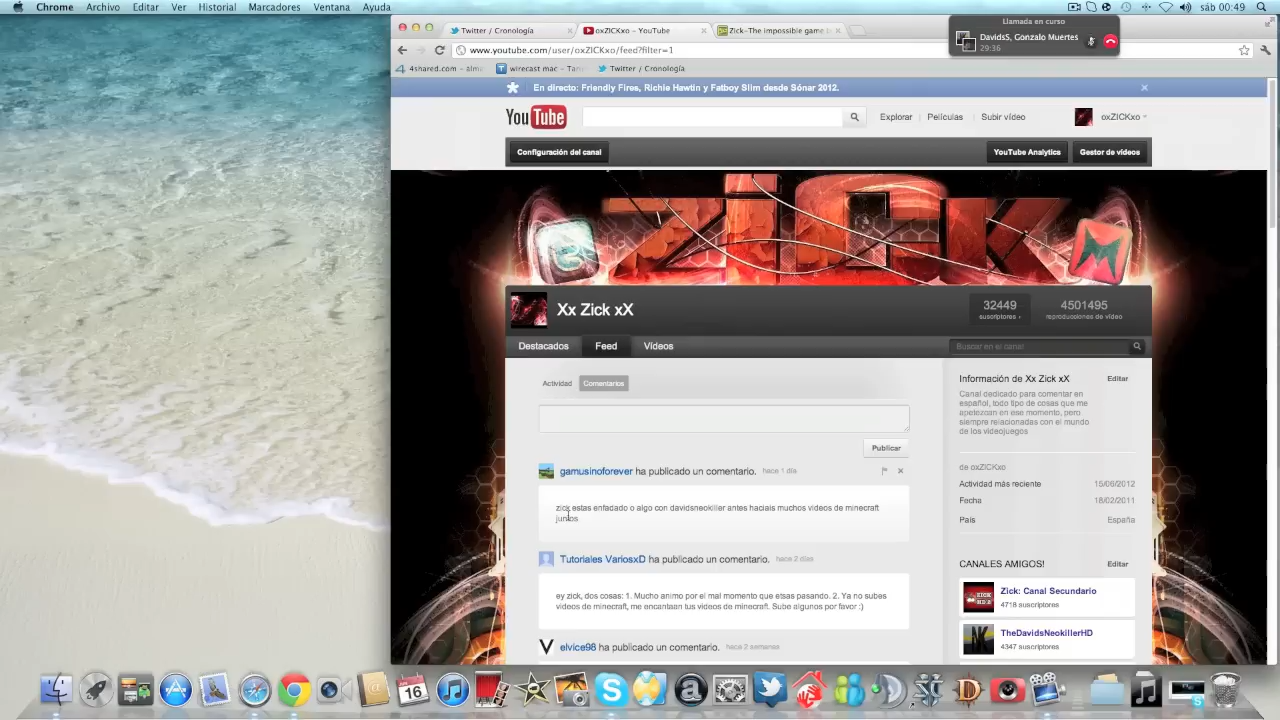 Chrome Archivo Editar Ver Historial Marcadores Ventana Ayuda
sáb 00:49
Llamada en curso
DavidsS, Gonzalo Muertes
29:36
Twitter / Cronología
oxZICKxo - YouTube
Zick-The impossible game
www.youtube.com/user/oxZICKxo/feed?filter=1
4shared.com - alma
wirecast mac - Tar
Twitter / Cronología
En directo: Friendly Fires, Richie Hawtin y Fatboy Slim desde Sónar 2012.
YouTube
Explorar Películas Subir vídeo oxZICKxo
Configuración del canal
YouTube Analytics Gestor de vídeos
ZICK
Xx Zick xX
32449
suscriptores
4501495
reproducciones de vídeo
Destacados Feed Vídeos
Buscar en el canal
Actividad Comentarios
Publicar
gamusinoforever ha publicado un comentario. hace 1 día
zick estas enfadado o algo con davidsneokiller antes haciais muchos videos de minecraft
juntos
Tutoriales VariosxD ha publicado un comentario. hace 2 días
ey zick, dos cosas: 1. Mucho animo por el mal momento que etsas pasando. 2. Ya no subes
videos de minecraft, me encantaan tus videos de minecraft. Sube algunos por favor :)
elvice98 ha publicado un comentario. hace 2 semanas
Información de Xx Zick xX Editar
Canal dedicado para comentar en
español, todo tipo de cosas que me
apetezcan en ese momento, pero
siempre relacionadas con el mundo
de los videojuegos
de oxZICKxo
Actividad más reciente 15/06/2012
Fecha 18/02/2011
País España
CANALES AMIGOS! Editar
Zick: Canal Secundario
4718 suscriptores
TheDavidsNeokillerHD
4347 suscriptores
16